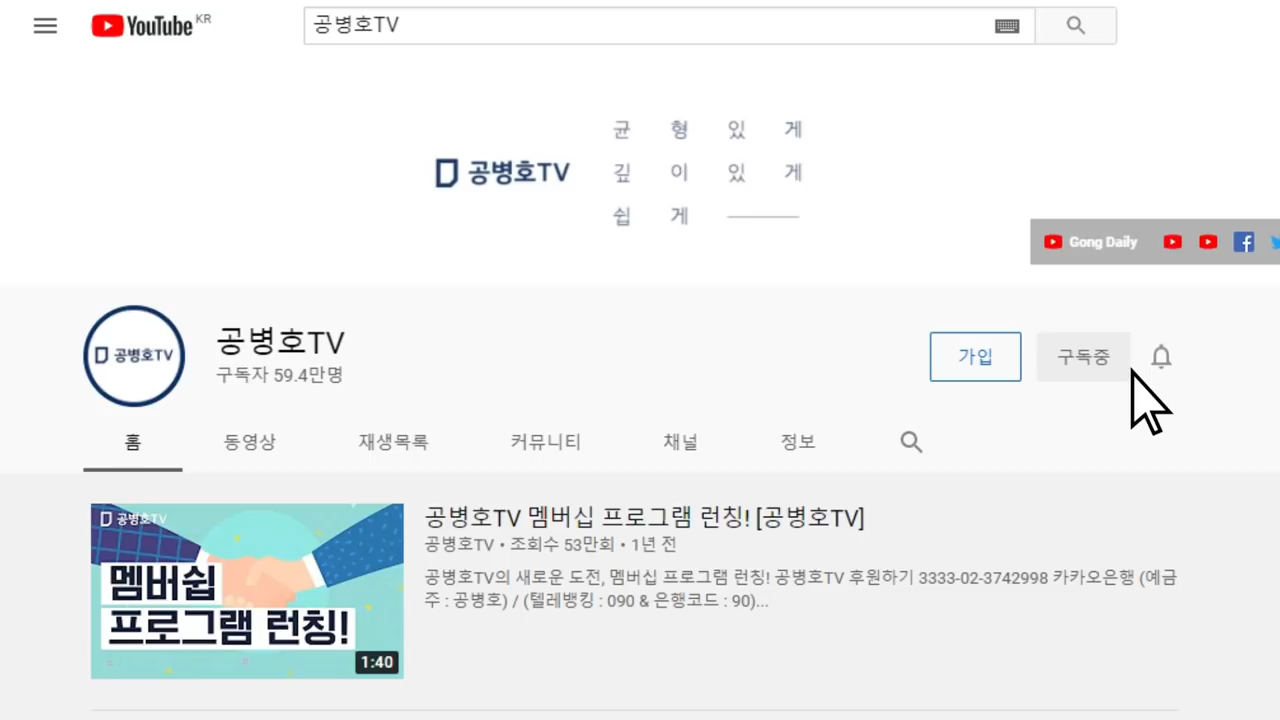 YouTube KR
공병호TV
공병호TV
균 형 있 게
깊 이 있 게
쉽 게
Gong Daily
공병호TV
공병호TV
구독자 59.4만명
가입
구독중
홈 동영상 재생목록 커뮤니티 채널 정보
공병호TV
멤버쉽
프로그램 런칭!
1:40
공병호TV 멤버십 프로그램 런칭! [공병호TV]
공병호TV • 조회수 53만회 • 1년 전
공병호TV의 새로운 도전, 멤버십 프로그램 런칭! 공병호TV 후원하기 3333-02-3742998 카카오은행 (예금
주 : 공병호) / (텔레뱅킹 : 090 & 은행코드 : 90)...